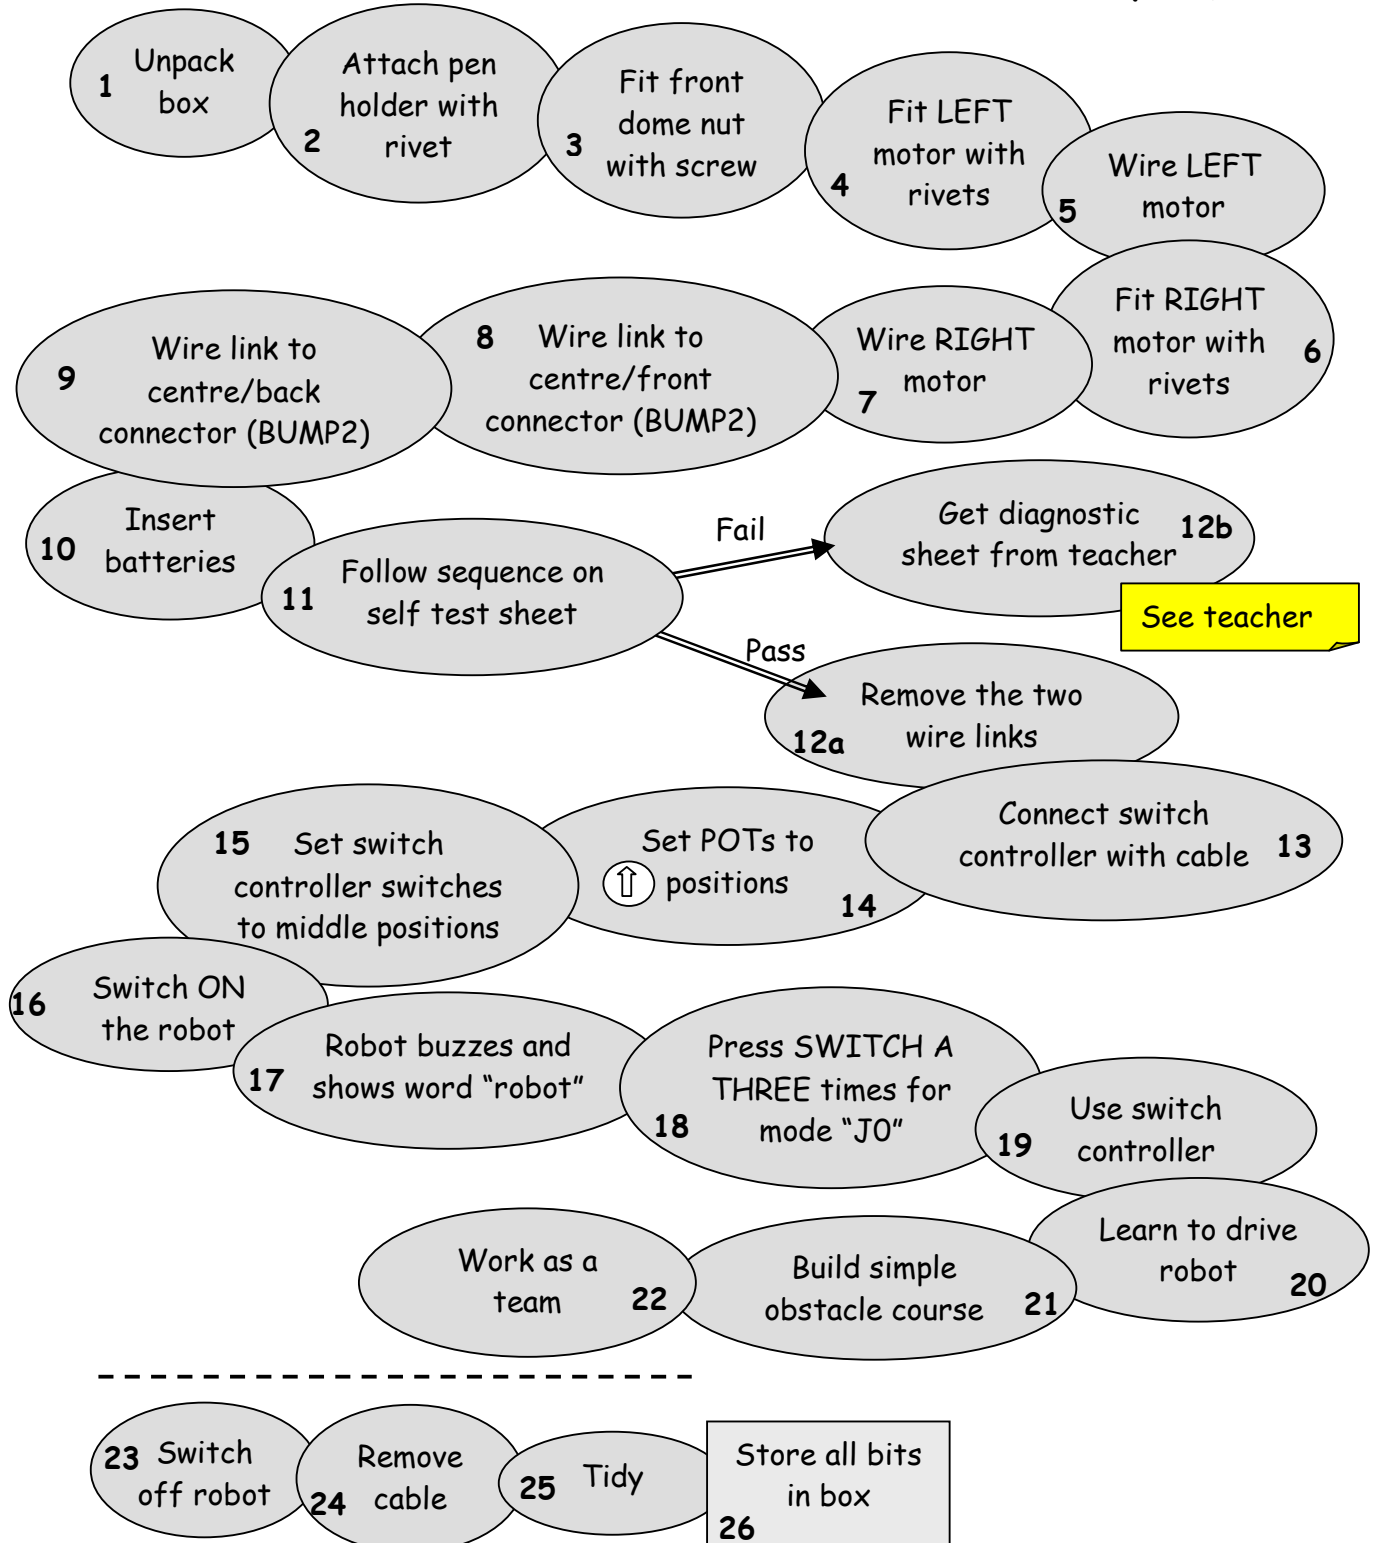 1 Unpack
box
2 Attach pen
holder with
rivet
3 Fit front
dome nut
with screw
4 Fit LEFT
motor with
rivets
5 Wire LEFT
motor
6 Fit RIGHT
motor with
rivets
7 Wire RIGHT
motor
8 Wire link to
centre/front
connector (BUMP2)
9 Wire link to
centre/back
connector (BUMP2)
10 Insert
batteries
11 Follow sequence on
self test sheet
Fail
Get diagnostic 12b
sheet from teacher
See teacher
Pass
Remove the two
12a wire links
Connect switch
controller with cable 13
Set POTs to
positions
14
15 Set switch
controller switches
to middle positions
16 Switch ON
the robot
17 Robot buzzes and
shows word “robot”
Press SWITCH A
THREE times for
18 mode “J0”
19 Use switch
controller
Learn to drive
robot 20
Build simple
obstacle course 21
Work as a
team 22
23 Switch
off robot
Remove
24 cable
25 Tidy
Store all bits
in box
26